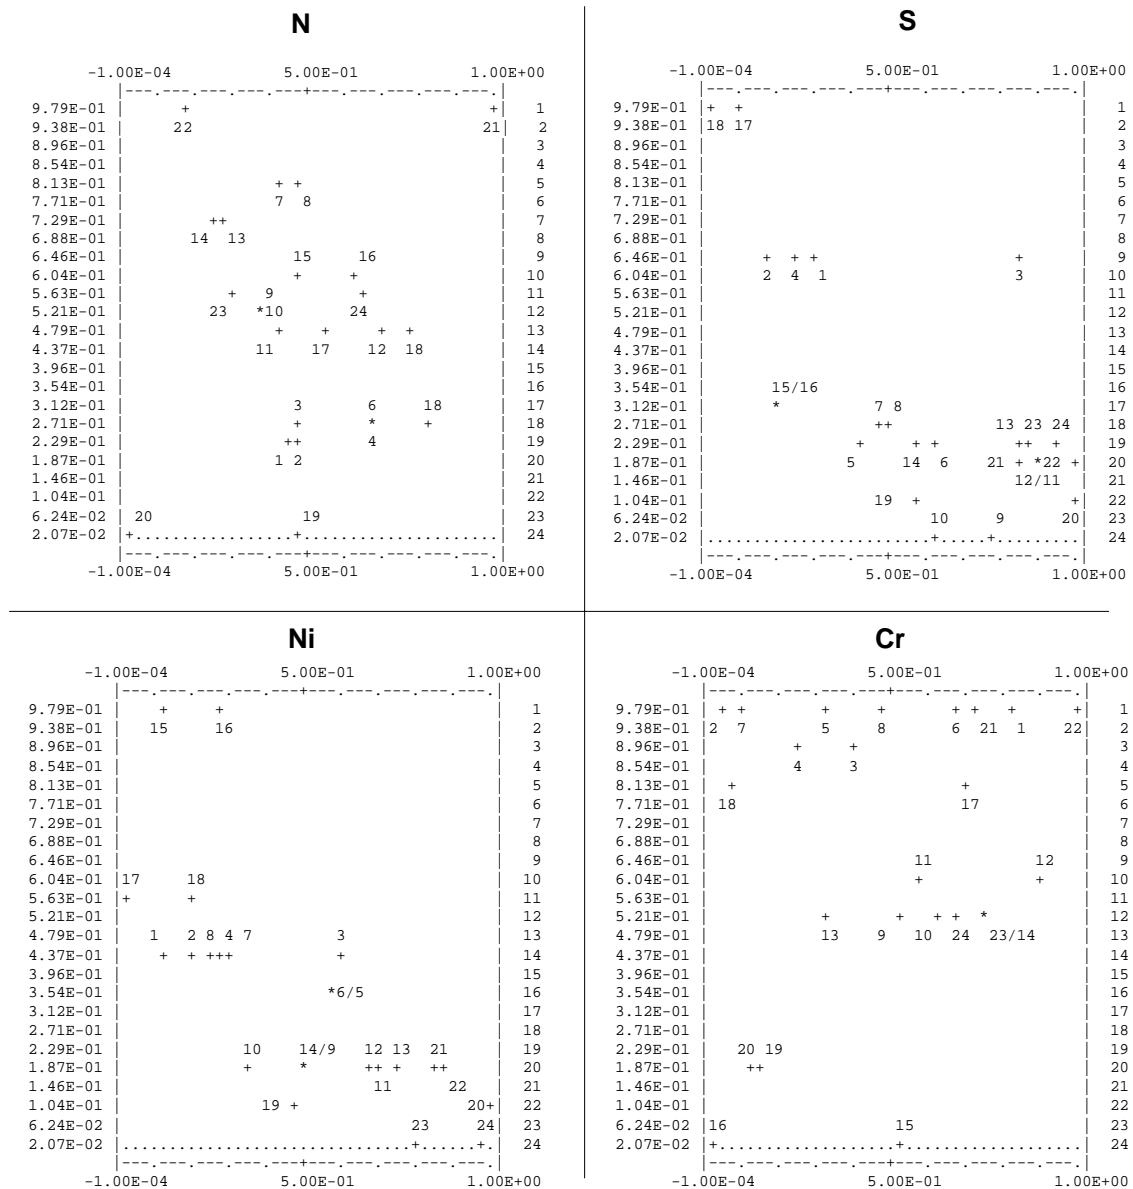 N
-1.00E-04 5.00E-01 1.00E+00
|---.---.---.---.---+---.---.---.---.---.|
9.79E-01 | + +| 1
9.38E-01 | 22 21| 2
8.96E-01 | | 3
8.54E-01 | | 4
8.13E-01 | + + | 5
7.71E-01 | 7 8 | 6
7.29E-01 | ++ | 7
6.88E-01 | 14 13 | 8
6.46E-01 | 15 16 | 9
6.04E-01 | + + | 10
5.63E-01 | + 9 + | 11
5.21E-01 | 23 *10 24 | 12
4.79E-01 | + + + + | 13
4.37E-01 | 11 17 12 18 | 14
3.96E-01 | | 15
3.54E-01 | | 16
3.12E-01 | 3 6 18 | 17
2.71E-01 | + * + | 18
2.29E-01 | ++ 4 | 19
1.87E-01 | 1 2 | 20
1.46E-01 | | 21
1.04E-01 | | 22
6.24E-02 | 20 19 | 23
2.07E-02 |+.................+.....................| 24
|---.---.---.---.---+---.---.---.---.---.|
-1.00E-04 5.00E-01 1.00E+00
S
-1.00E-04 5.00E-01 1.00E+00
|---.---.---.---.---+---.---.---.---.---.|
9.79E-01 |+ + | 1
9.38E-01 |18 17 | 2
8.96E-01 | | 3
8.54E-01 | | 4
8.13E-01 | | 5
7.71E-01 | | 6
7.29E-01 | | 7
6.88E-01 | | 8
6.46E-01 | + + + + | 9
6.04E-01 | 2 4 1 3 | 10
5.63E-01 | | 11
5.21E-01 | | 12
4.79E-01 | | 13
4.37E-01 | | 14
3.96E-01 | | 15
3.54E-01 | 15/16 | 16
3.12E-01 | * 7 8 | 17
2.71E-01 | ++ 13 23 24 | 18
2.29E-01 | + + + ++ + | 19
1.87E-01 | 5 14 6 21 + *22 +| 20
1.46E-01 | 12/11 | 21
1.04E-01 | 19 + +| 22
6.24E-02 | 10 9 20| 23
2.07E-02 |........................+.....+.........| 24
|---.---.---.---.---+---.---.---.---.---.|
-1.00E-04 5.00E-01 1.00E+00
Ni
-1.00E-04 5.00E-01 1.00E+00
|---.---.---.---.---+---.---.---.---.---.|
9.79E-01 | + + | 1
9.38E-01 | 15 16 | 2
8.96E-01 | | 3
8.54E-01 | | 4
8.13E-01 | | 5
7.71E-01 | | 6
7.29E-01 | | 7
6.88E-01 | | 8
6.46E-01 | | 9
6.04E-01 |17 18 | 10
5.63E-01 |+ + | 11
5.21E-01 | | 12
4.79E-01 | 1 2 8 4 7 3 | 13
4.37E-01 | + + +++ + | 14
3.96E-01 | | 15
3.54E-01 | *6/5 | 16
3.12E-01 | | 17
2.71E-01 | | 18
2.29E-01 | 10 14/9 12 13 21 | 19
1.87E-01 | + * ++ + ++ | 20
1.46E-01 | 11 22 | 21
1.04E-01 | 19 + 20+| 22
6.24E-02 | 23 24| 23
2.07E-02 |...............................+......+.| 24
|---.---.---.---.---+---.---.---.---.---.|
-1.00E-04 5.00E-01 1.00E+00
Cr
-1.00E-04 5.00E-01 1.00E+00
|---.---.---.---.---+---.---.---.---.---.|
9.79E-01 | + + + + + + + +| 1
9.38E-01 |2 7 5 8 6 21 1 22| 2
8.96E-01 | + + | 3
8.54E-01 | 4 3 | 4
8.13E-01 | + + | 5
7.71E-01 | 18 17 | 6
7.29E-01 | | 7
6.88E-01 | | 8
6.46E-01 | 11 12 | 9
6.04E-01 | + + | 10
5.63E-01 | | 11
5.21E-01 | + + + + * | 12
4.79E-01 | 13 9 10 24 23/14 | 13
4.37E-01 | | 14
3.96E-01 | | 15
3.54E-01 | | 16
3.12E-01 | | 17
2.71E-01 | | 18
2.29E-01 | 20 19 | 19
1.87E-01 | ++ | 20
1.46E-01 | | 21
1.04E-01 | | 22
6.24E-02 |16 15 | 23
2.07E-02 |+...................+...................| 24
|---.---.---.---.---+---.---.---.---.---.|
-1.00E-04 5.00E-01 1.00E+00